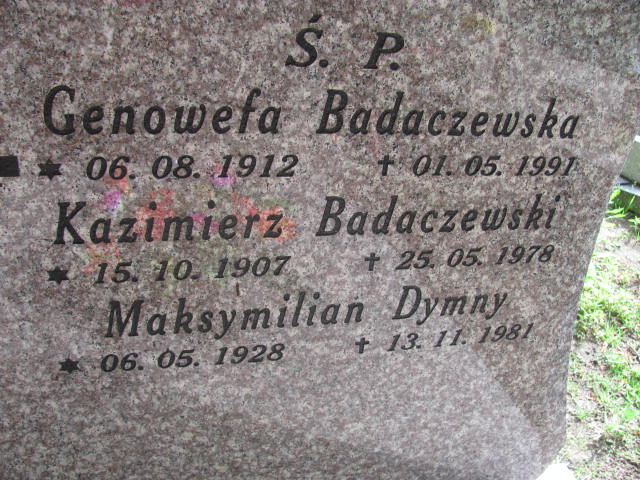 Ś. P.
Genowefa Badaczewska
✶ 06. 08. 1912 † 01. 05. 1991
Kazimierz Badaczewski
✶ 15. 10. 1907 † 25. 05. 1978
Maksymilian Dymny
✶ 06. 05. 1928 † 13. 11. 1981